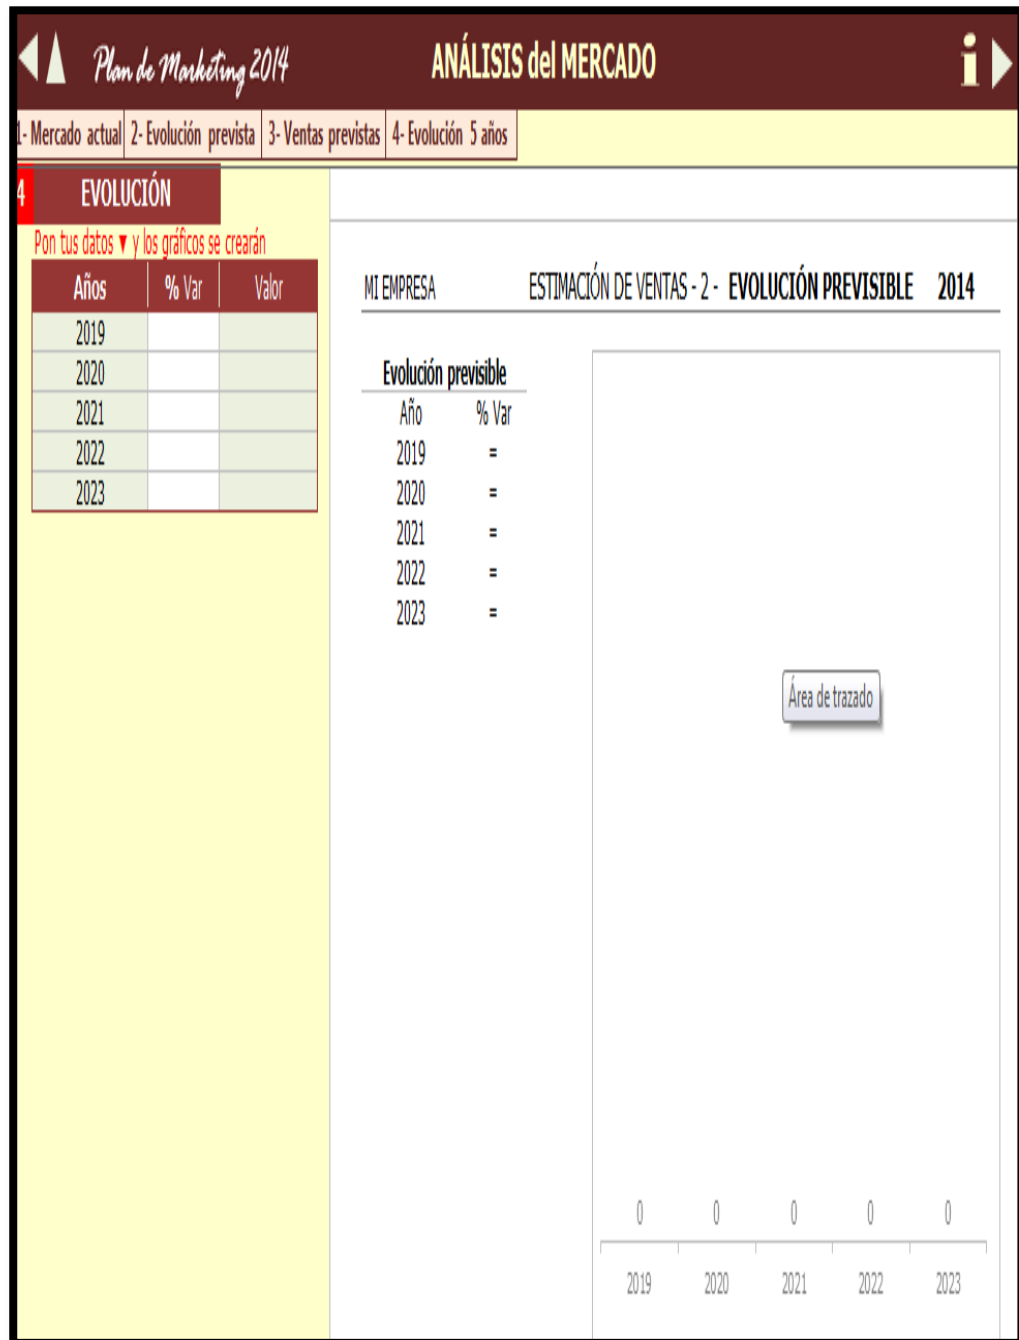 Plan de Marketing 2014
ANÁLISIS del MERCADO
i
1- Mercado actual
2- Evolución prevista
3- Ventas previstas
4- Evolución 5 años
4 EVOLUCIÓN
Pon tus datos ▼ y los gráficos se crearán
Años % Var Valor
2019
2020
2021
2022
2023
MI EMPRESA ESTIMACIÓN DE VENTAS - 2 - EVOLUCIÓN PREVISIBLE 2014
Evolución previsible
Año % Var
2019 =
2020 =
2021 =
2022 =
2023 =
Área de trazado
0 0 0 0 0
2019 2020 2021 2022 2023